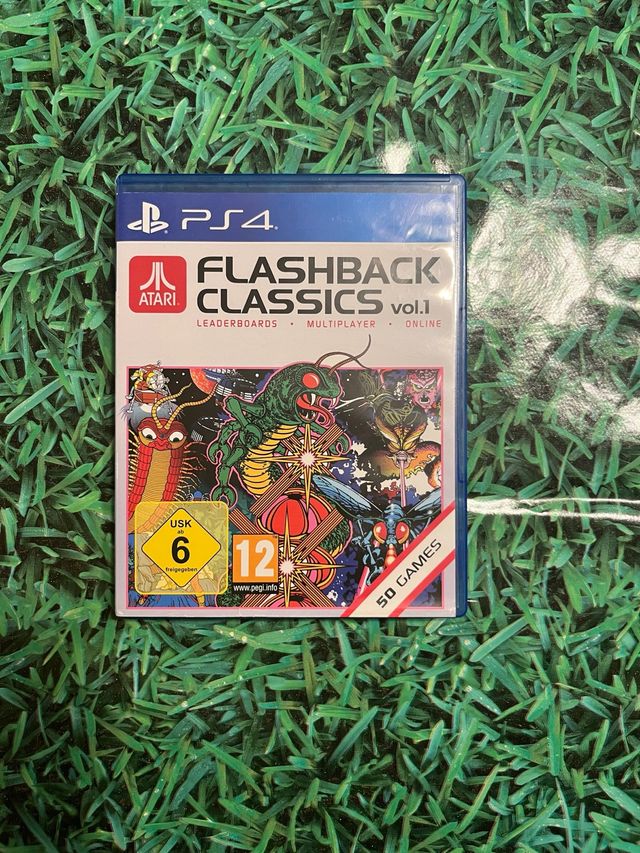 PS4
ATARI
FLASHBACK
CLASSICS vol.1
LEADERBOARDS • MULTIPLAYER • ONLINE
USK
ab
6
freigegeben
12
www.pegi.info
50 GAMES